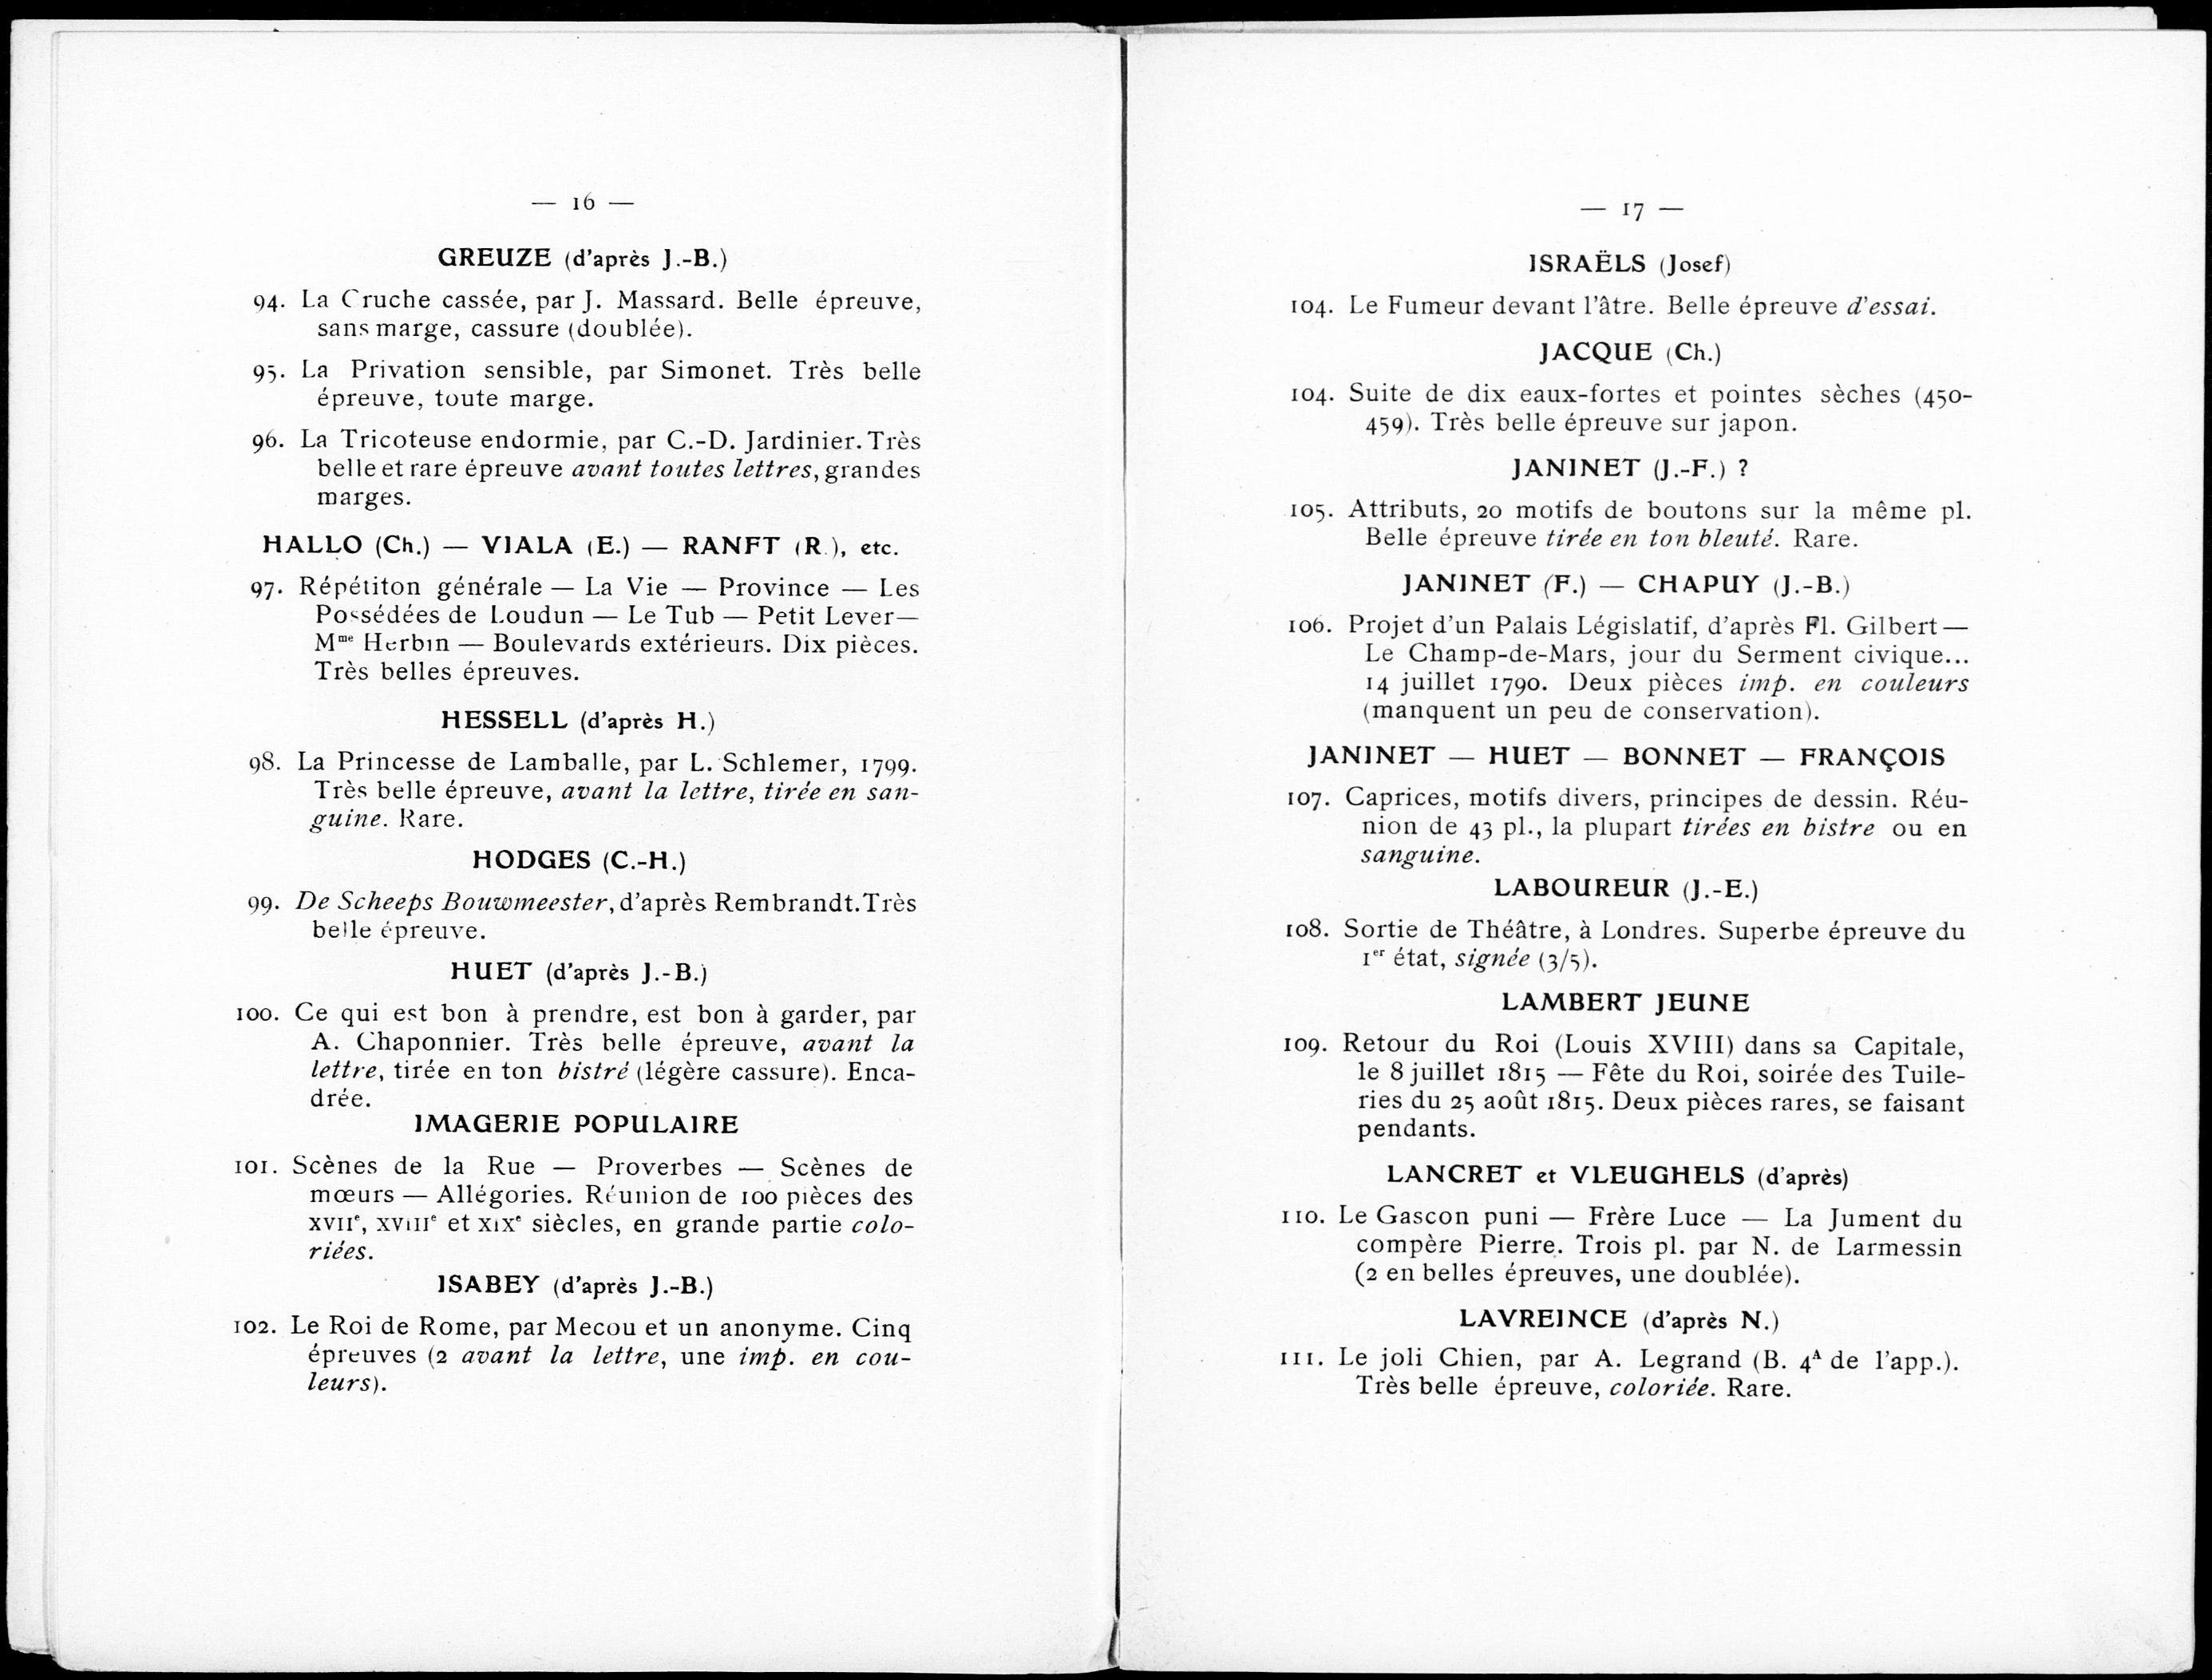 — 16 —
GREUZE (d'après J.-B.)
94. La Cruche cassée, par J. Massard. Belle épreuve,
sans marge, cassure (doublée).
95. La Privation sensible, par Simonet. Très belle
épreuve, toute marge.
96. La Tricoteuse endormie, par C.-D. Jardinier. Très
belle et rare épreuve avant toutes lettres, grandes
marges.
HALLO (Ch.) — VIALA (E.) — RANFT (R.), etc.
97. Répétiton générale — La Vie — Province — Les
Possédées de Loudun — Le Tub — Petit Lever —
Mme Herbin — Boulevards extérieurs. Dix pièces.
Très belles épreuves.
HESSELL (d'après H.)
98. La Princesse de Lamballe, par L. Schlemer, 1799.
Très belle épreuve, avant la lettre, tirée en san-
guine. Rare.
HODGES (C.-H.)
99. De Scheeps Bouwmeester, d'après Rembrandt. Très
belle épreuve.
HUET (d'après J.-B.)
100. Ce qui est bon à prendre, est bon à garder, par
A. Chaponnier. Très belle épreuve, avant la
lettre, tirée en ton bistré (légère cassure). Enca-
drée.
IMAGERIE POPULAIRE
101. Scènes de la Rue — Proverbes — Scènes de
mœurs — Allégories. Réunion de 100 pièces des
XVIIe, XVIIIe et XIXe siècles, en grande partie colo-
riées.
ISABEY (d'après J.-B.)
102. Le Roi de Rome, par Mecou et un anonyme. Cinq
épreuves (2 avant la lettre, une imp. en cou-
leurs).
— 17 —
ISRAËLS (Josef)
104. Le Fumeur devant l'âtre. Belle épreuve d'essai.
JACQUE (Ch.)
104. Suite de dix eaux-fortes et pointes sèches (450-
459). Très belle épreuve sur japon.
JANINET (J.-F.) ?
105. Attributs, 20 motifs de boutons sur la même pl.
Belle épreuve tirée en ton bleuté. Rare.
JANINET (F.) — CHAPUY (J.-B.)
106. Projet d'un Palais Législatif, d'après Fl. Gilbert —
Le Champ-de-Mars, jour du Serment civique...
14 juillet 1790. Deux pièces imp. en couleurs
(manquent un peu de conservation).
JANINET — HUET — BONNET — FRANÇOIS
107. Caprices, motifs divers, principes de dessin. Réu-
nion de 43 pl., la plupart tirées en bistre ou en
sanguine.
LABOUREUR (J.-E.)
108. Sortie de Théâtre, à Londres. Superbe épreuve du
1er état, signée (3/5).
LAMBERT JEUNE
109. Retour du Roi (Louis XVIII) dans sa Capitale,
le 8 juillet 1815 — Fête du Roi, soirée des Tuile-
ries du 25 août 1815. Deux pièces rares, se faisant
pendants.
LANCRET et VLEUGHELS (d'après)
110. Le Gascon puni — Frère Luce — La Jument du
compère Pierre. Trois pl. par N. de Larmessin
(2 en belles épreuves, une doublée).
LAVREINCE (d'après N.)
111. Le joli Chien, par A. Legrand (B. 4A de l'app.).
Très belle épreuve, coloriée. Rare.